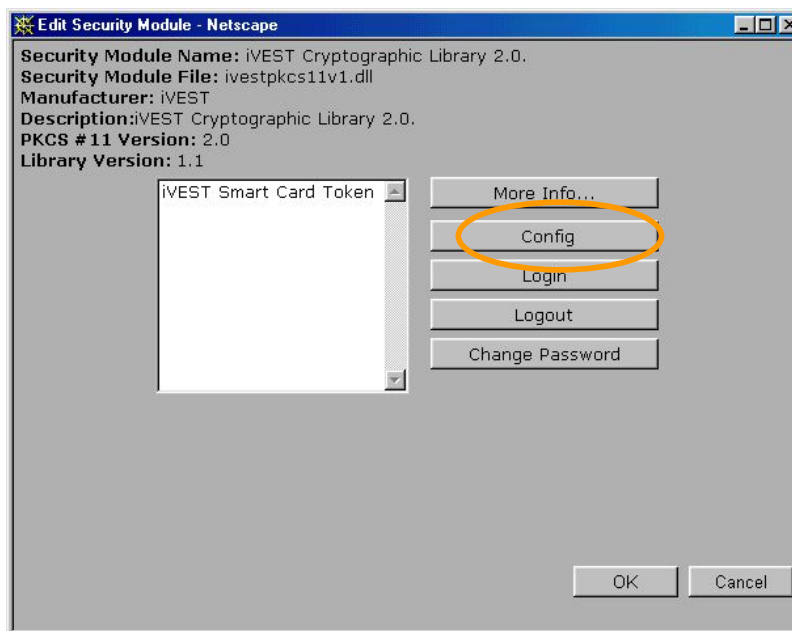 Edit Security Module - Netscape
Security Module Name: iVEST Cryptographic Library 2.0.
Security Module File: ivestpkcs11v1.dll
Manufacturer: iVEST
Description:iVEST Cryptographic Library 2.0.
PKCS #11 Version: 2.0
Library Version: 1.1
iVEST Smart Card Token
More Info...
Config
Login
Logout
Change Password
OK
Cancel